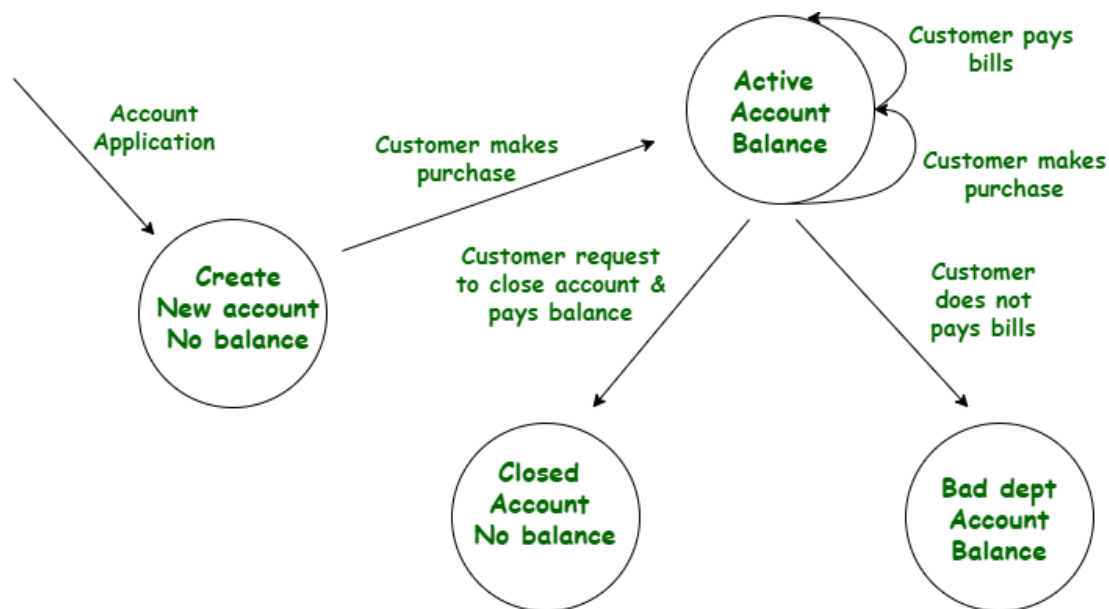 Account
Application
Customer makes
purchase
Active
Account
Balance
Customer pays
bills
Customer makes
purchase
Create
New account
No balance
Customer request
to close account &
pays balance
Customer
does not
pays bills
Closed
Account
No balance
Bad dept
Account
Balance